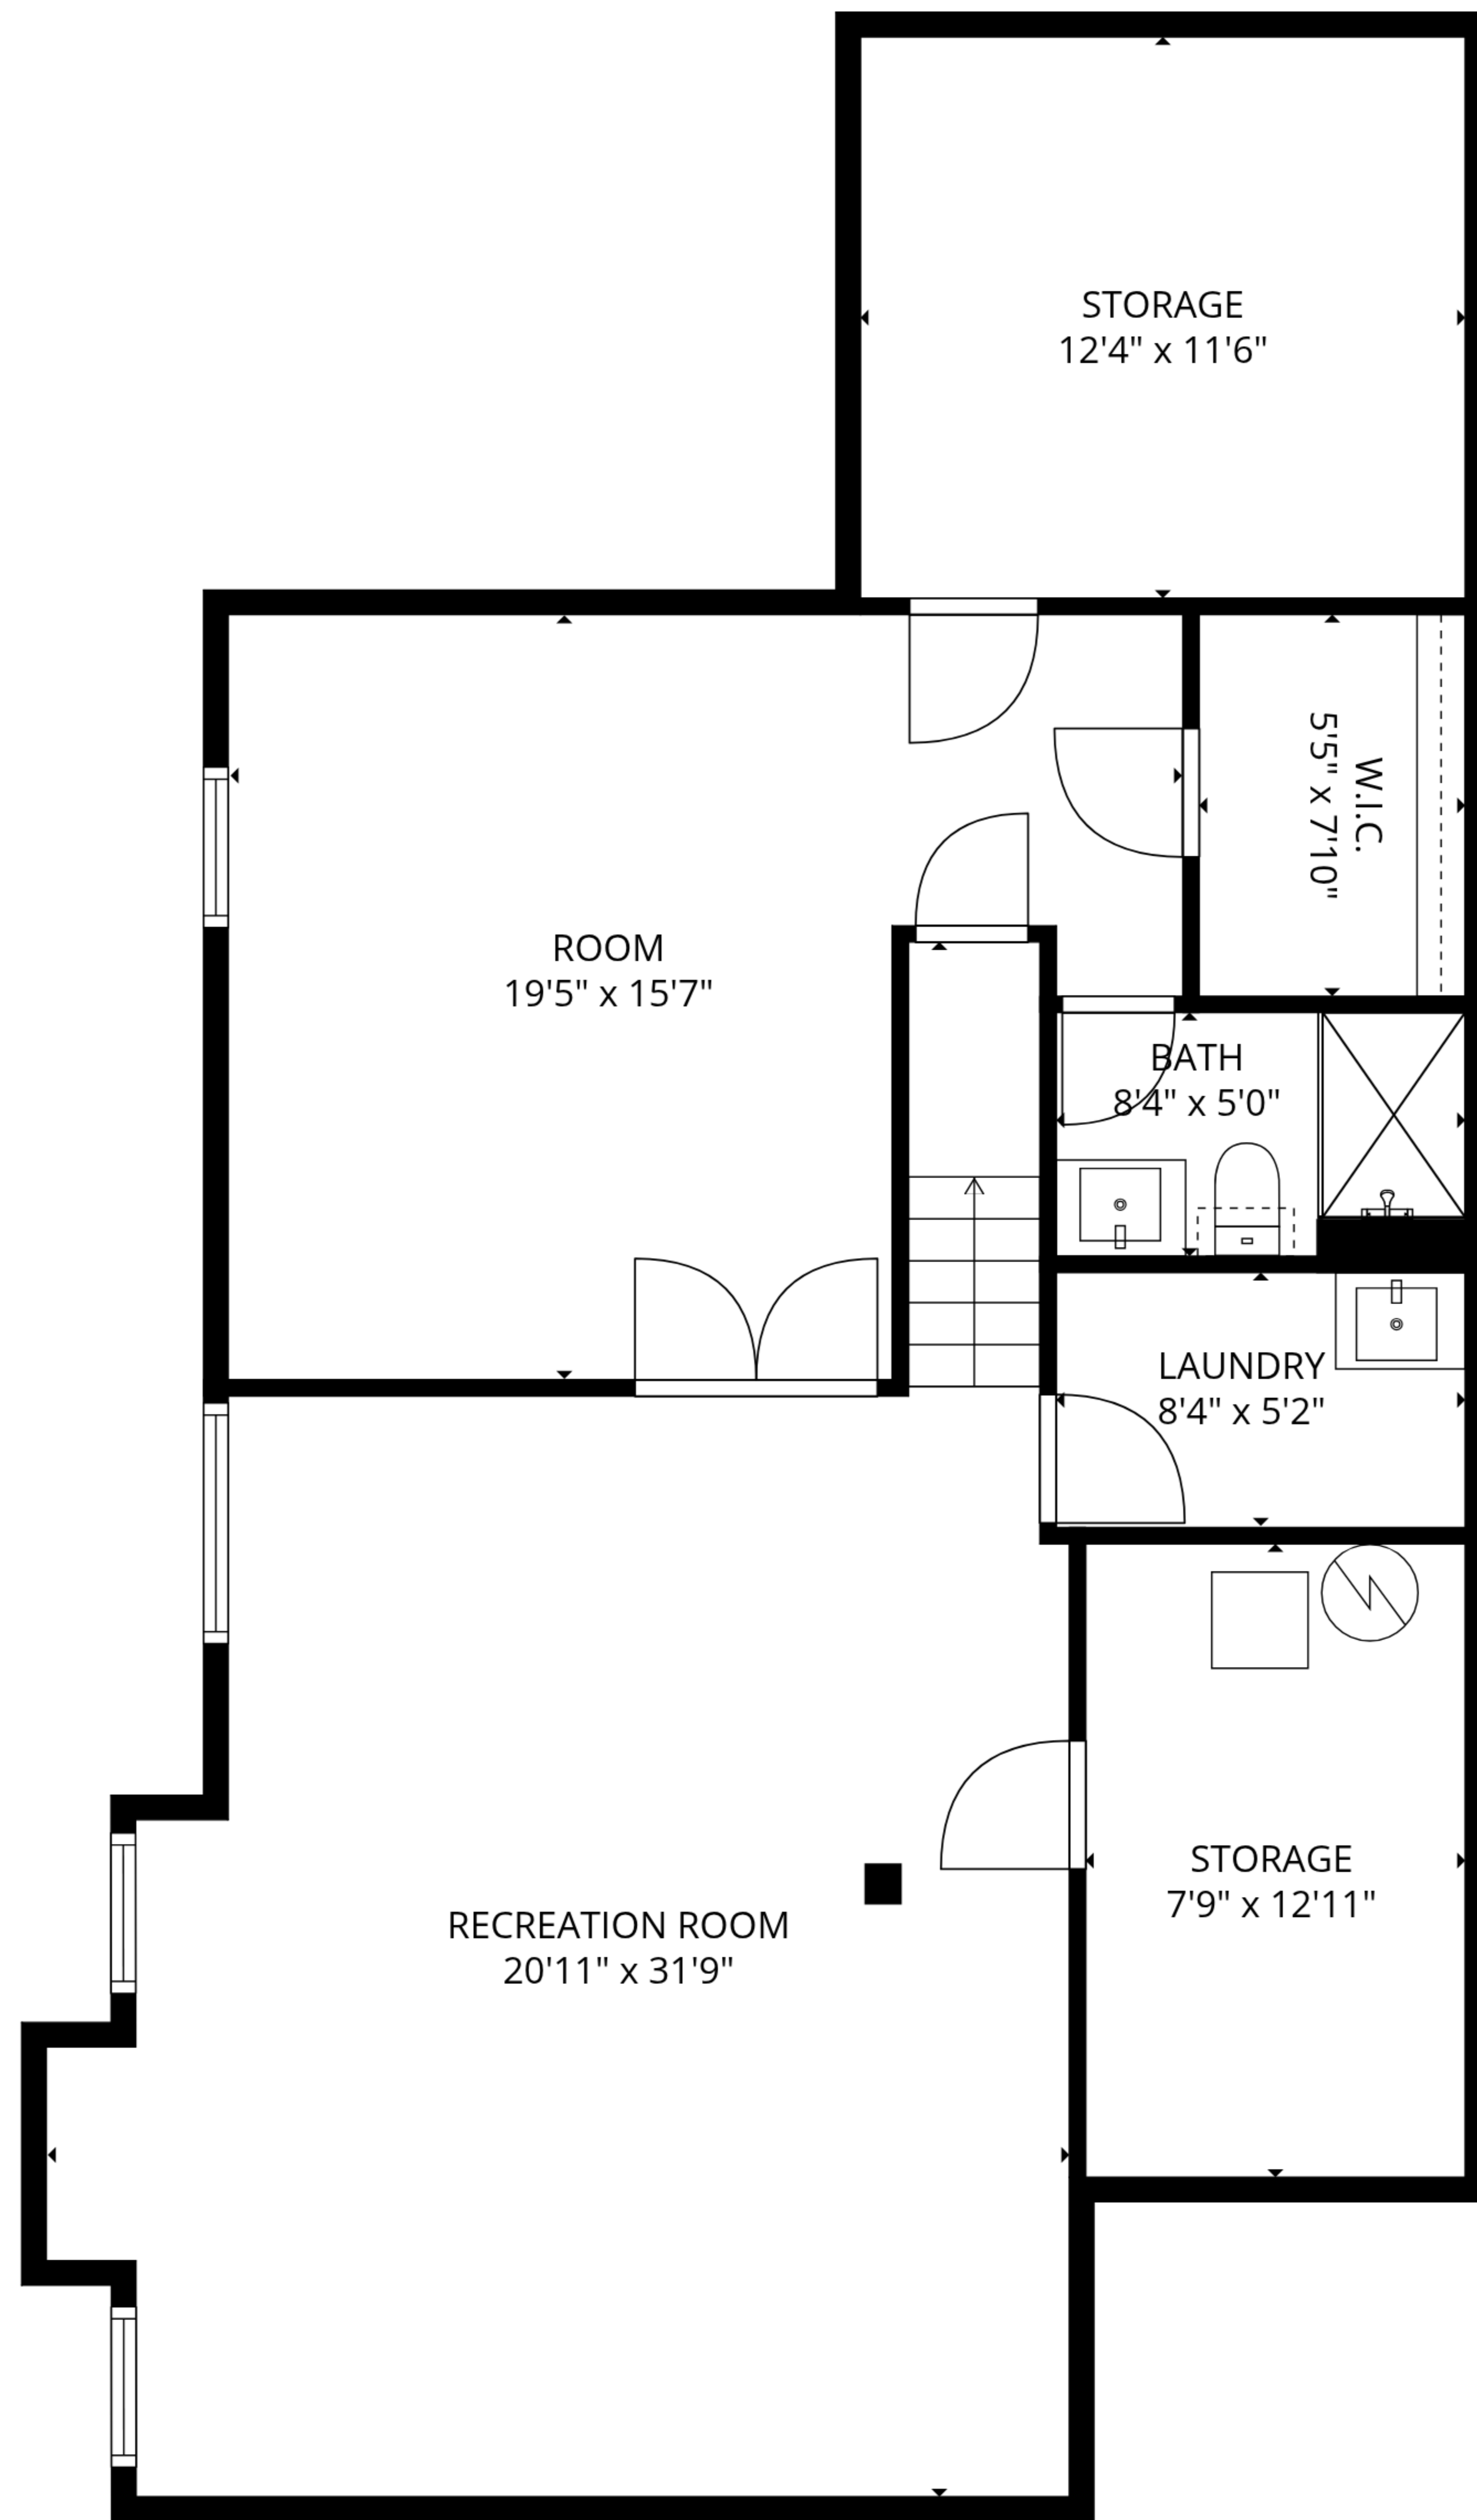 STORAGE
12'4" x 11'6"
W.I.C.
5'5" x 7'10"
ROOM
19'5" x 15'7"
BATH
8'4" x 5'0"
LAUNDRY
8'4" x 5'2"
STORAGE
7'9" x 12'11"
RECREATION ROOM
20'11" x 31'9"